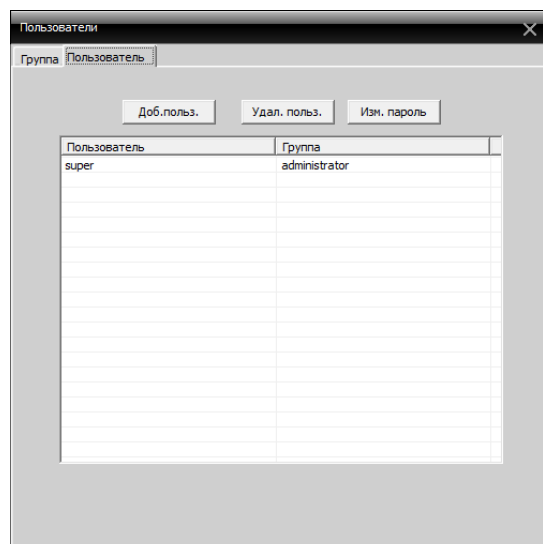 Пользователи
Группа Пользователь
Доб.польз. Удал. польз. Изм. пароль
Пользователь Группа
super administrator